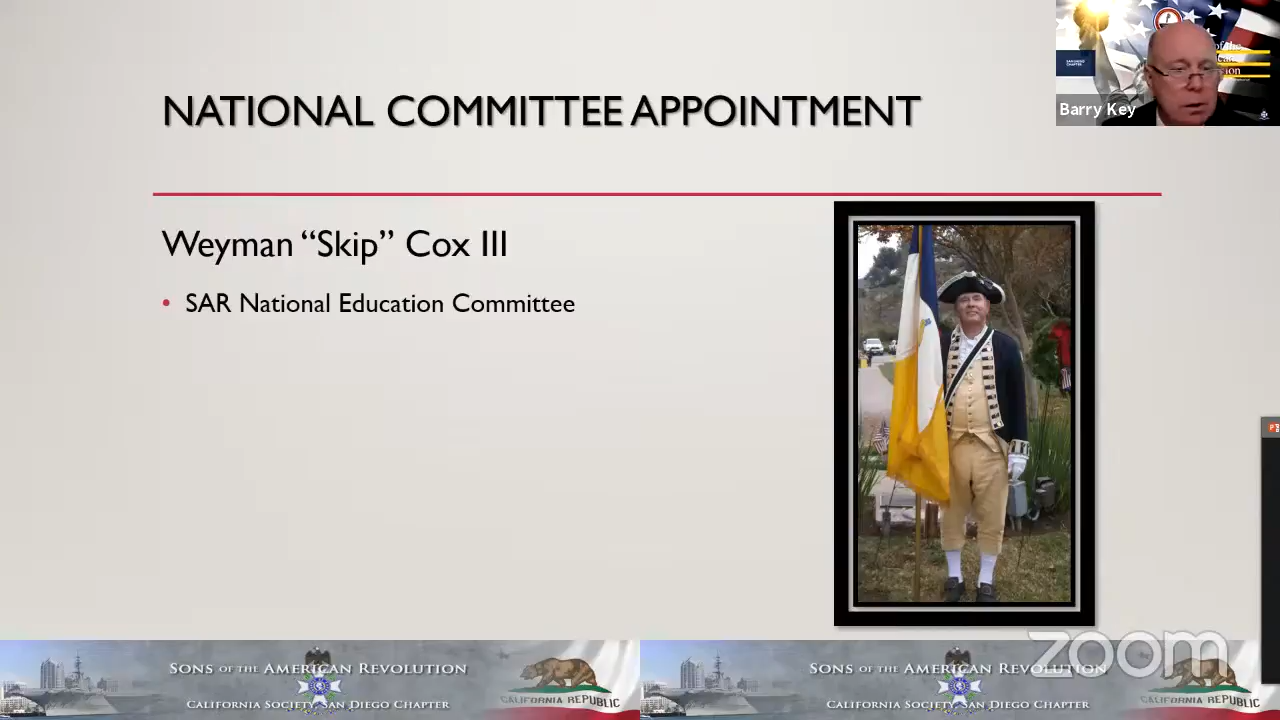 NATIONAL COMMITTEE APPOINTMENT
Barry Key
Weyman “Skip” Cox III
• SAR National Education Committee
zoom
SONS OF THE AMERICAN REVOLUTION
CALIFORNIA SOCIETY SAN DIEGO CHAPTER
CALIFORNIA REPUBLIC
SONS OF THE AMERICAN REVOLUTION
CALIFORNIA SOCIETY SAN DIEGO CHAPTER
CALIFORNIA REPUBLIC